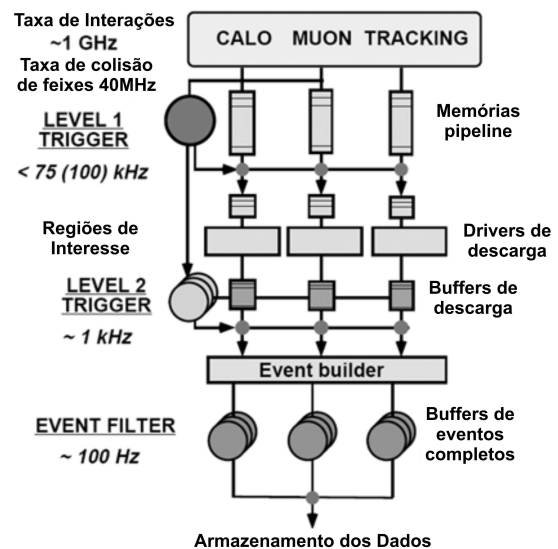 Taxa de Interações
~1 GHz
Taxa de colisão
de feixes 40MHz
CALO MUON TRACKING
LEVEL 1
TRIGGER
< 75 (100) kHz
Memórias
pipeline
Regiões de
Interesse
Drivers de
descarga
LEVEL 2
TRIGGER
~ 1 kHz
Buffers de
descarga
Event builder
EVENT FILTER
~ 100 Hz
Buffers de
eventos
completos
Armazenamento dos Dados